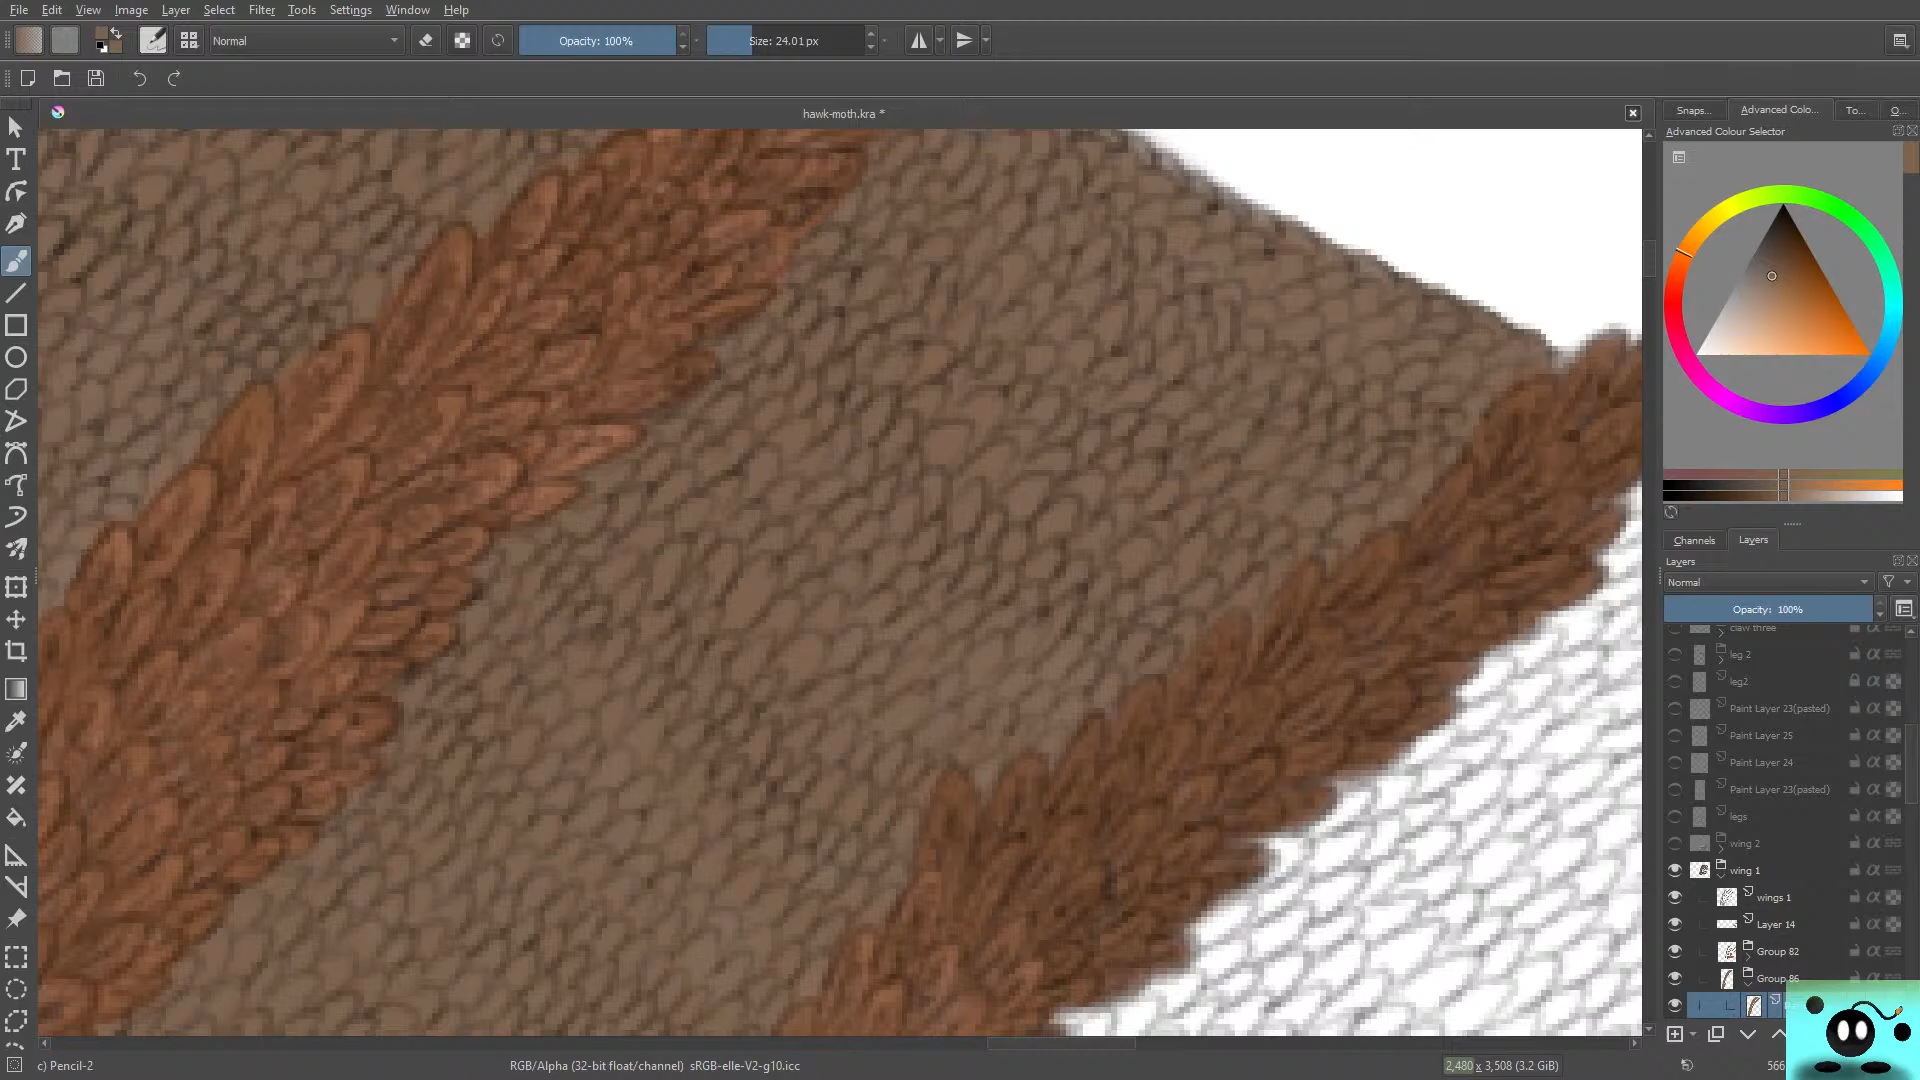 File Edit View Image Layer Select Filter Tools Settings Window Help
Normal
Opacity: 100%
Size: 24.01 px
hawk-moth.kra *
Snaps...
Advanced Colo...
To...
O...
Advanced Colour Selector
Channels
Layers
Layers
Normal
Opacity: 100%
claw three
leg 2
leg2
Paint Layer 23(pasted)
Paint Layer 25
Paint Layer 24
Paint Layer 23(pasted)
legs
wing 2
wing 1
wings 1
Layer 14
Group 82
Group 86
c) Pencil-2
RGB/Alpha (32-bit float/channel) sRGB-elle-V2-g10.icc
2,480 x 3,508 (3.2 GiB)